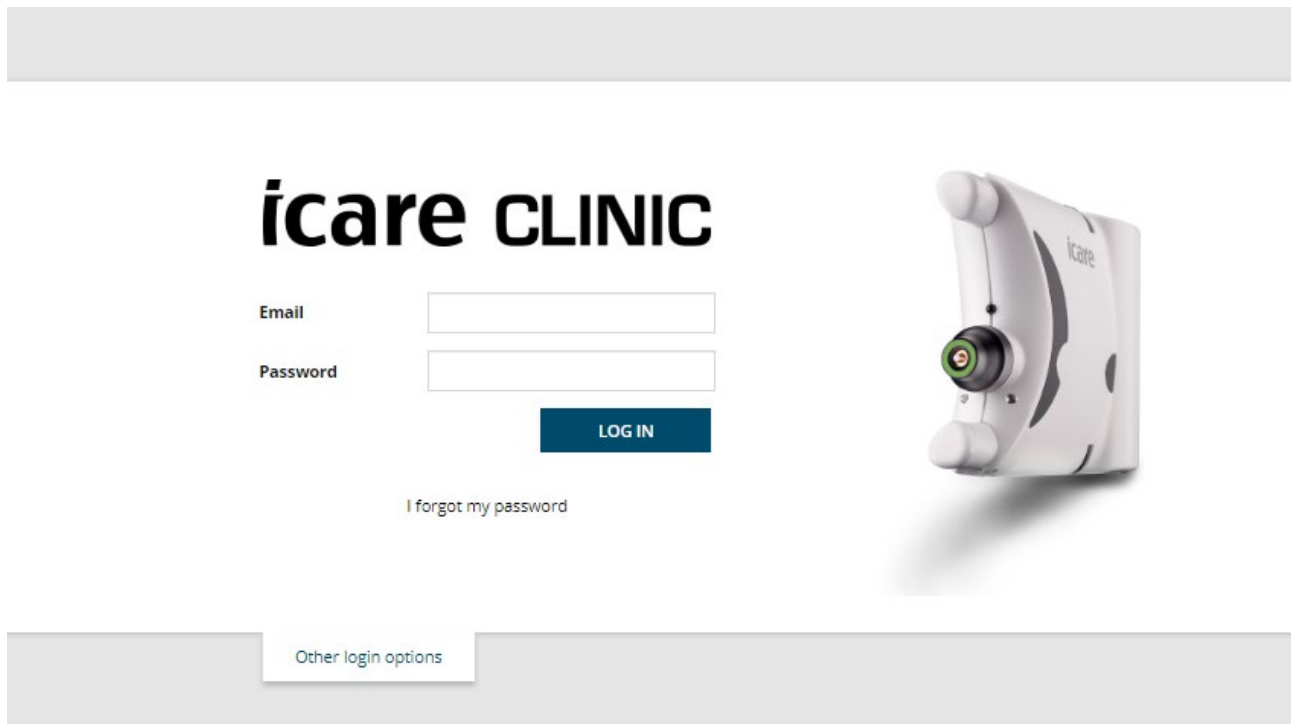 icare CLINIC
icare
Email
Password
LOG IN
I forgot my password
Other login options